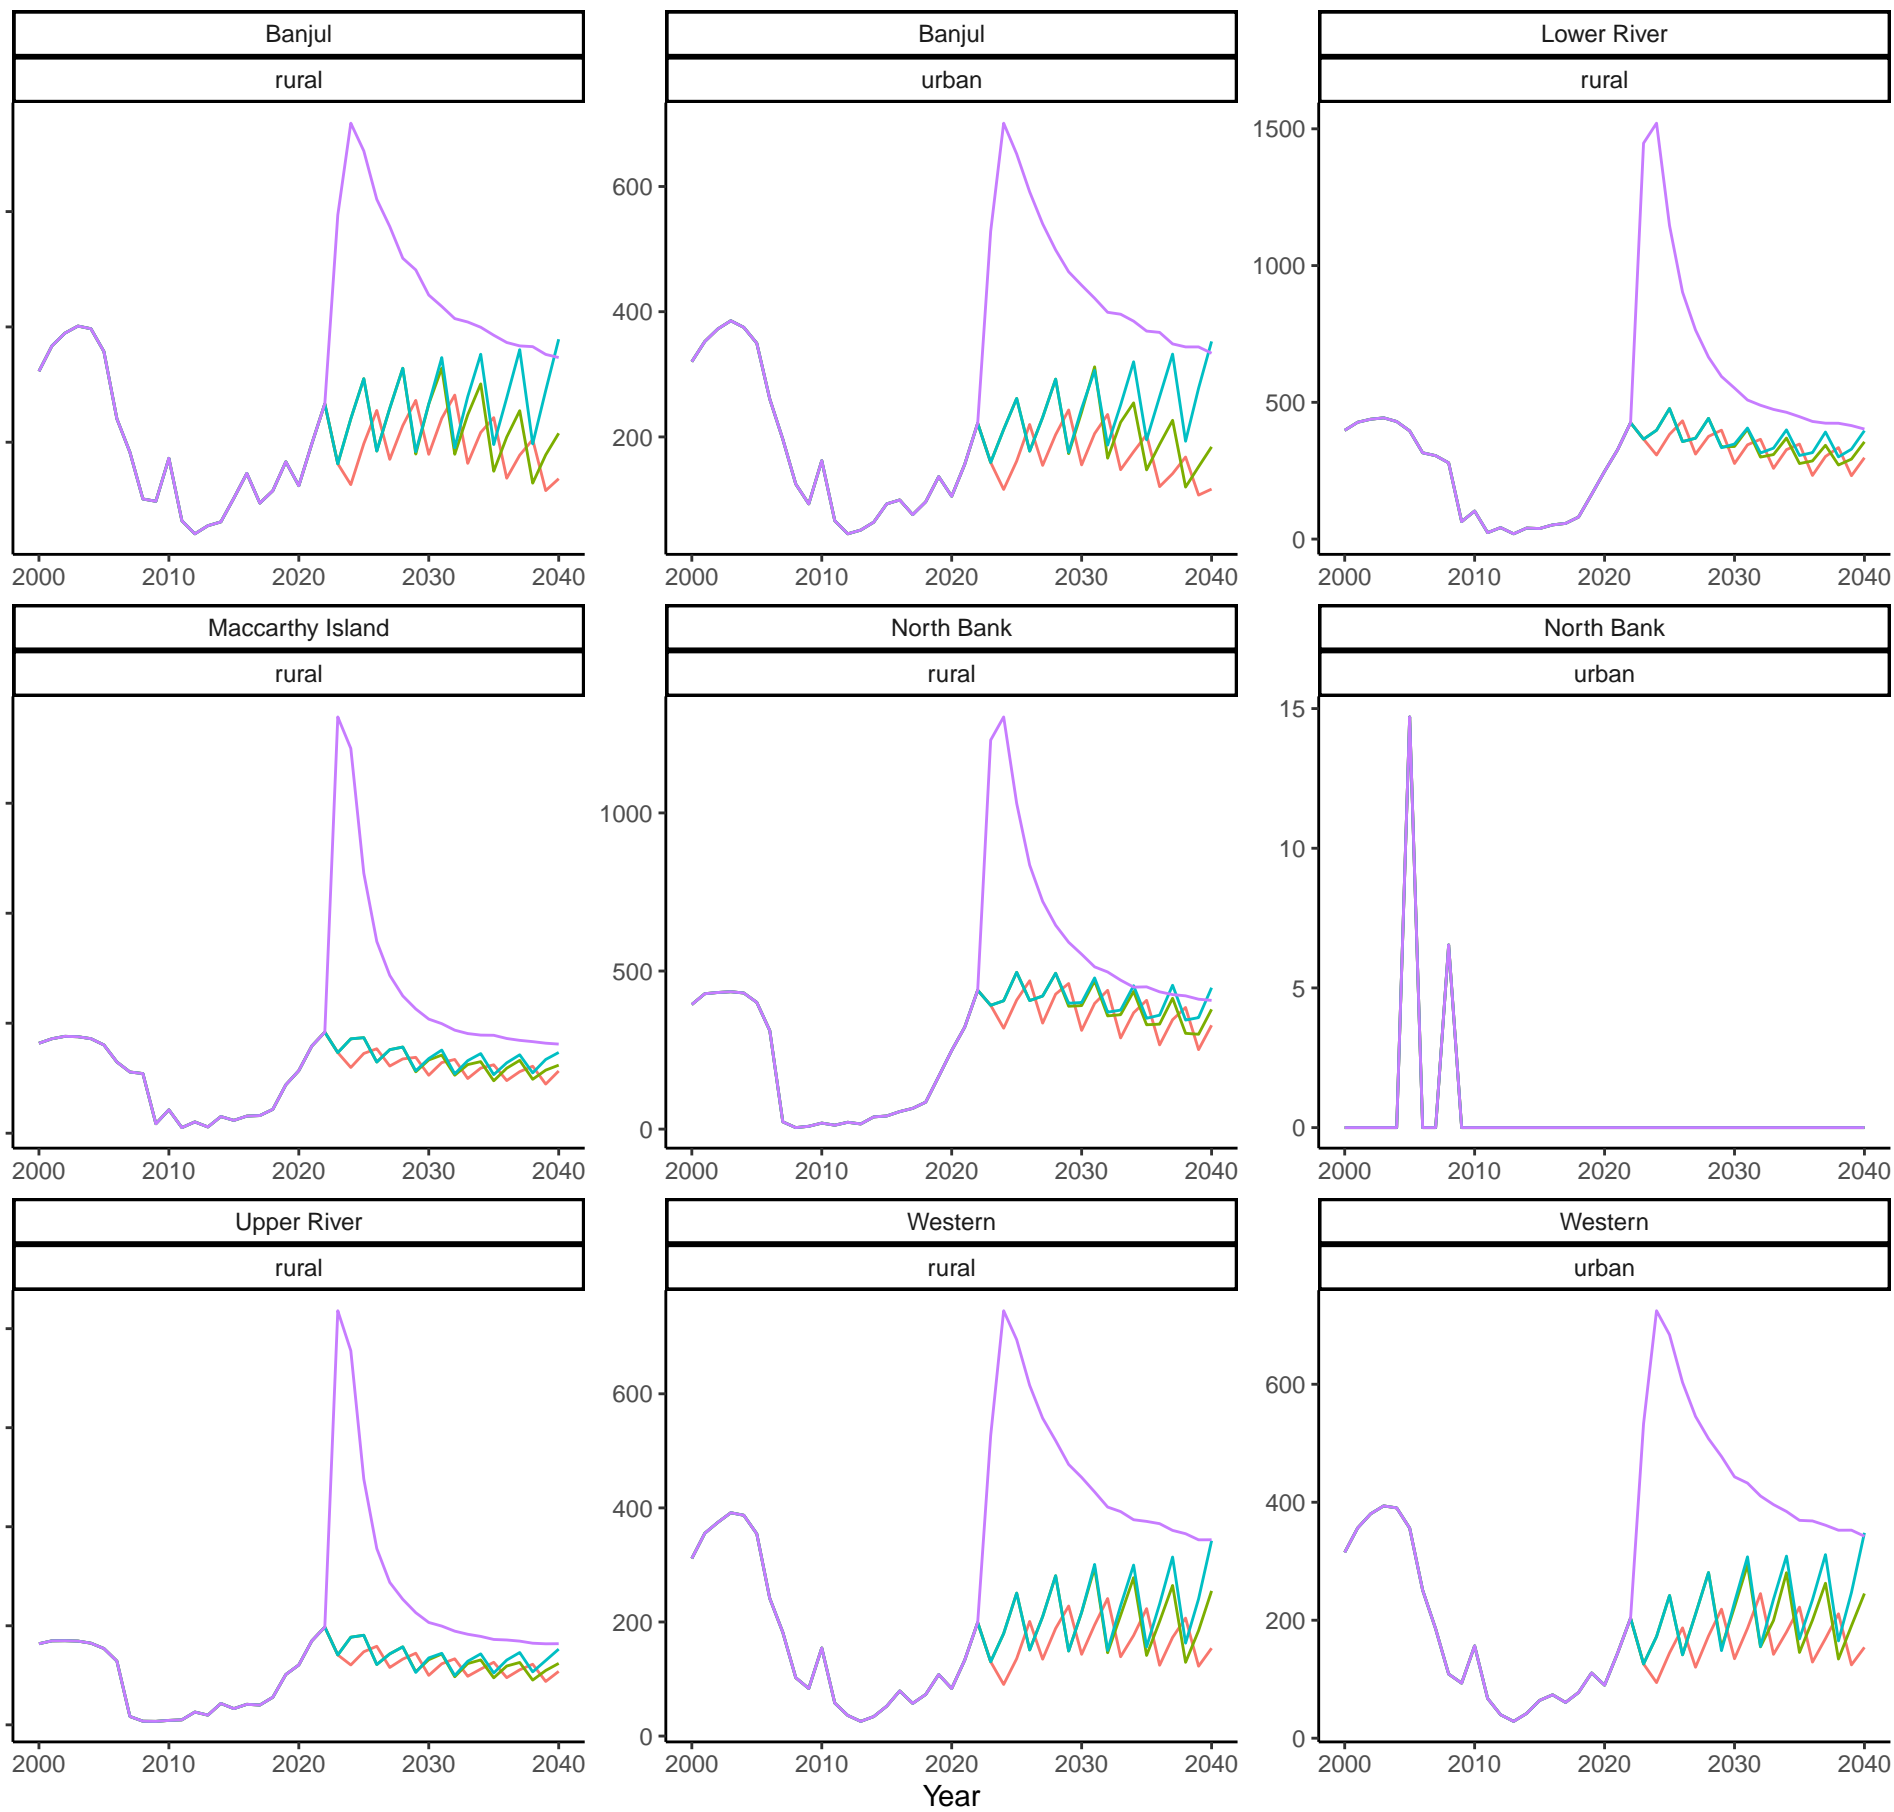 Banjul
Banjul
Lower River
rural
urban
rural
600
400
200
1500
1000
500
0
2000 2010 2020 2030 2040
2000 2010 2020 2030 2040
2000 2010 2020 2030 2040
Maccarthy Island
North Bank
North Bank
rural
rural
urban
1000
500
0
15
10
5
0
2000 2010 2020 2030 2040
2000 2010 2020 2030 2040
2000 2010 2020 2030 2040
Upper River
Western
Western
rural
rural
urban
600
400
200
0
600
400
200
0
2000 2010 2020 2030 2040
2000 2010 2020 2030 2040
2000 2010 2020 2030 2040
Year